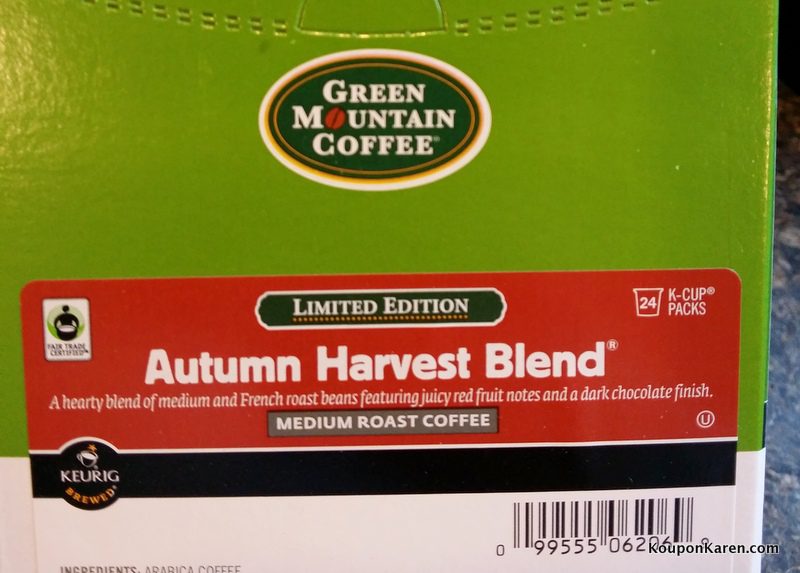 GREEN
MOUNTAIN
COFFEE®
LIMITED EDITION
24 K-CUP®
PACKS
FAIR TRADE
CERTIFIED™
Autumn Harvest Blend®
A hearty blend of medium and French roast beans featuring juicy red fruit notes and a dark chocolate finish.
MEDIUM ROAST COFFEE
U
KEURIG
BREWED®
0 99555 06206
KouponKaren.com
INGREDIENTS: ARABICA COFFEE